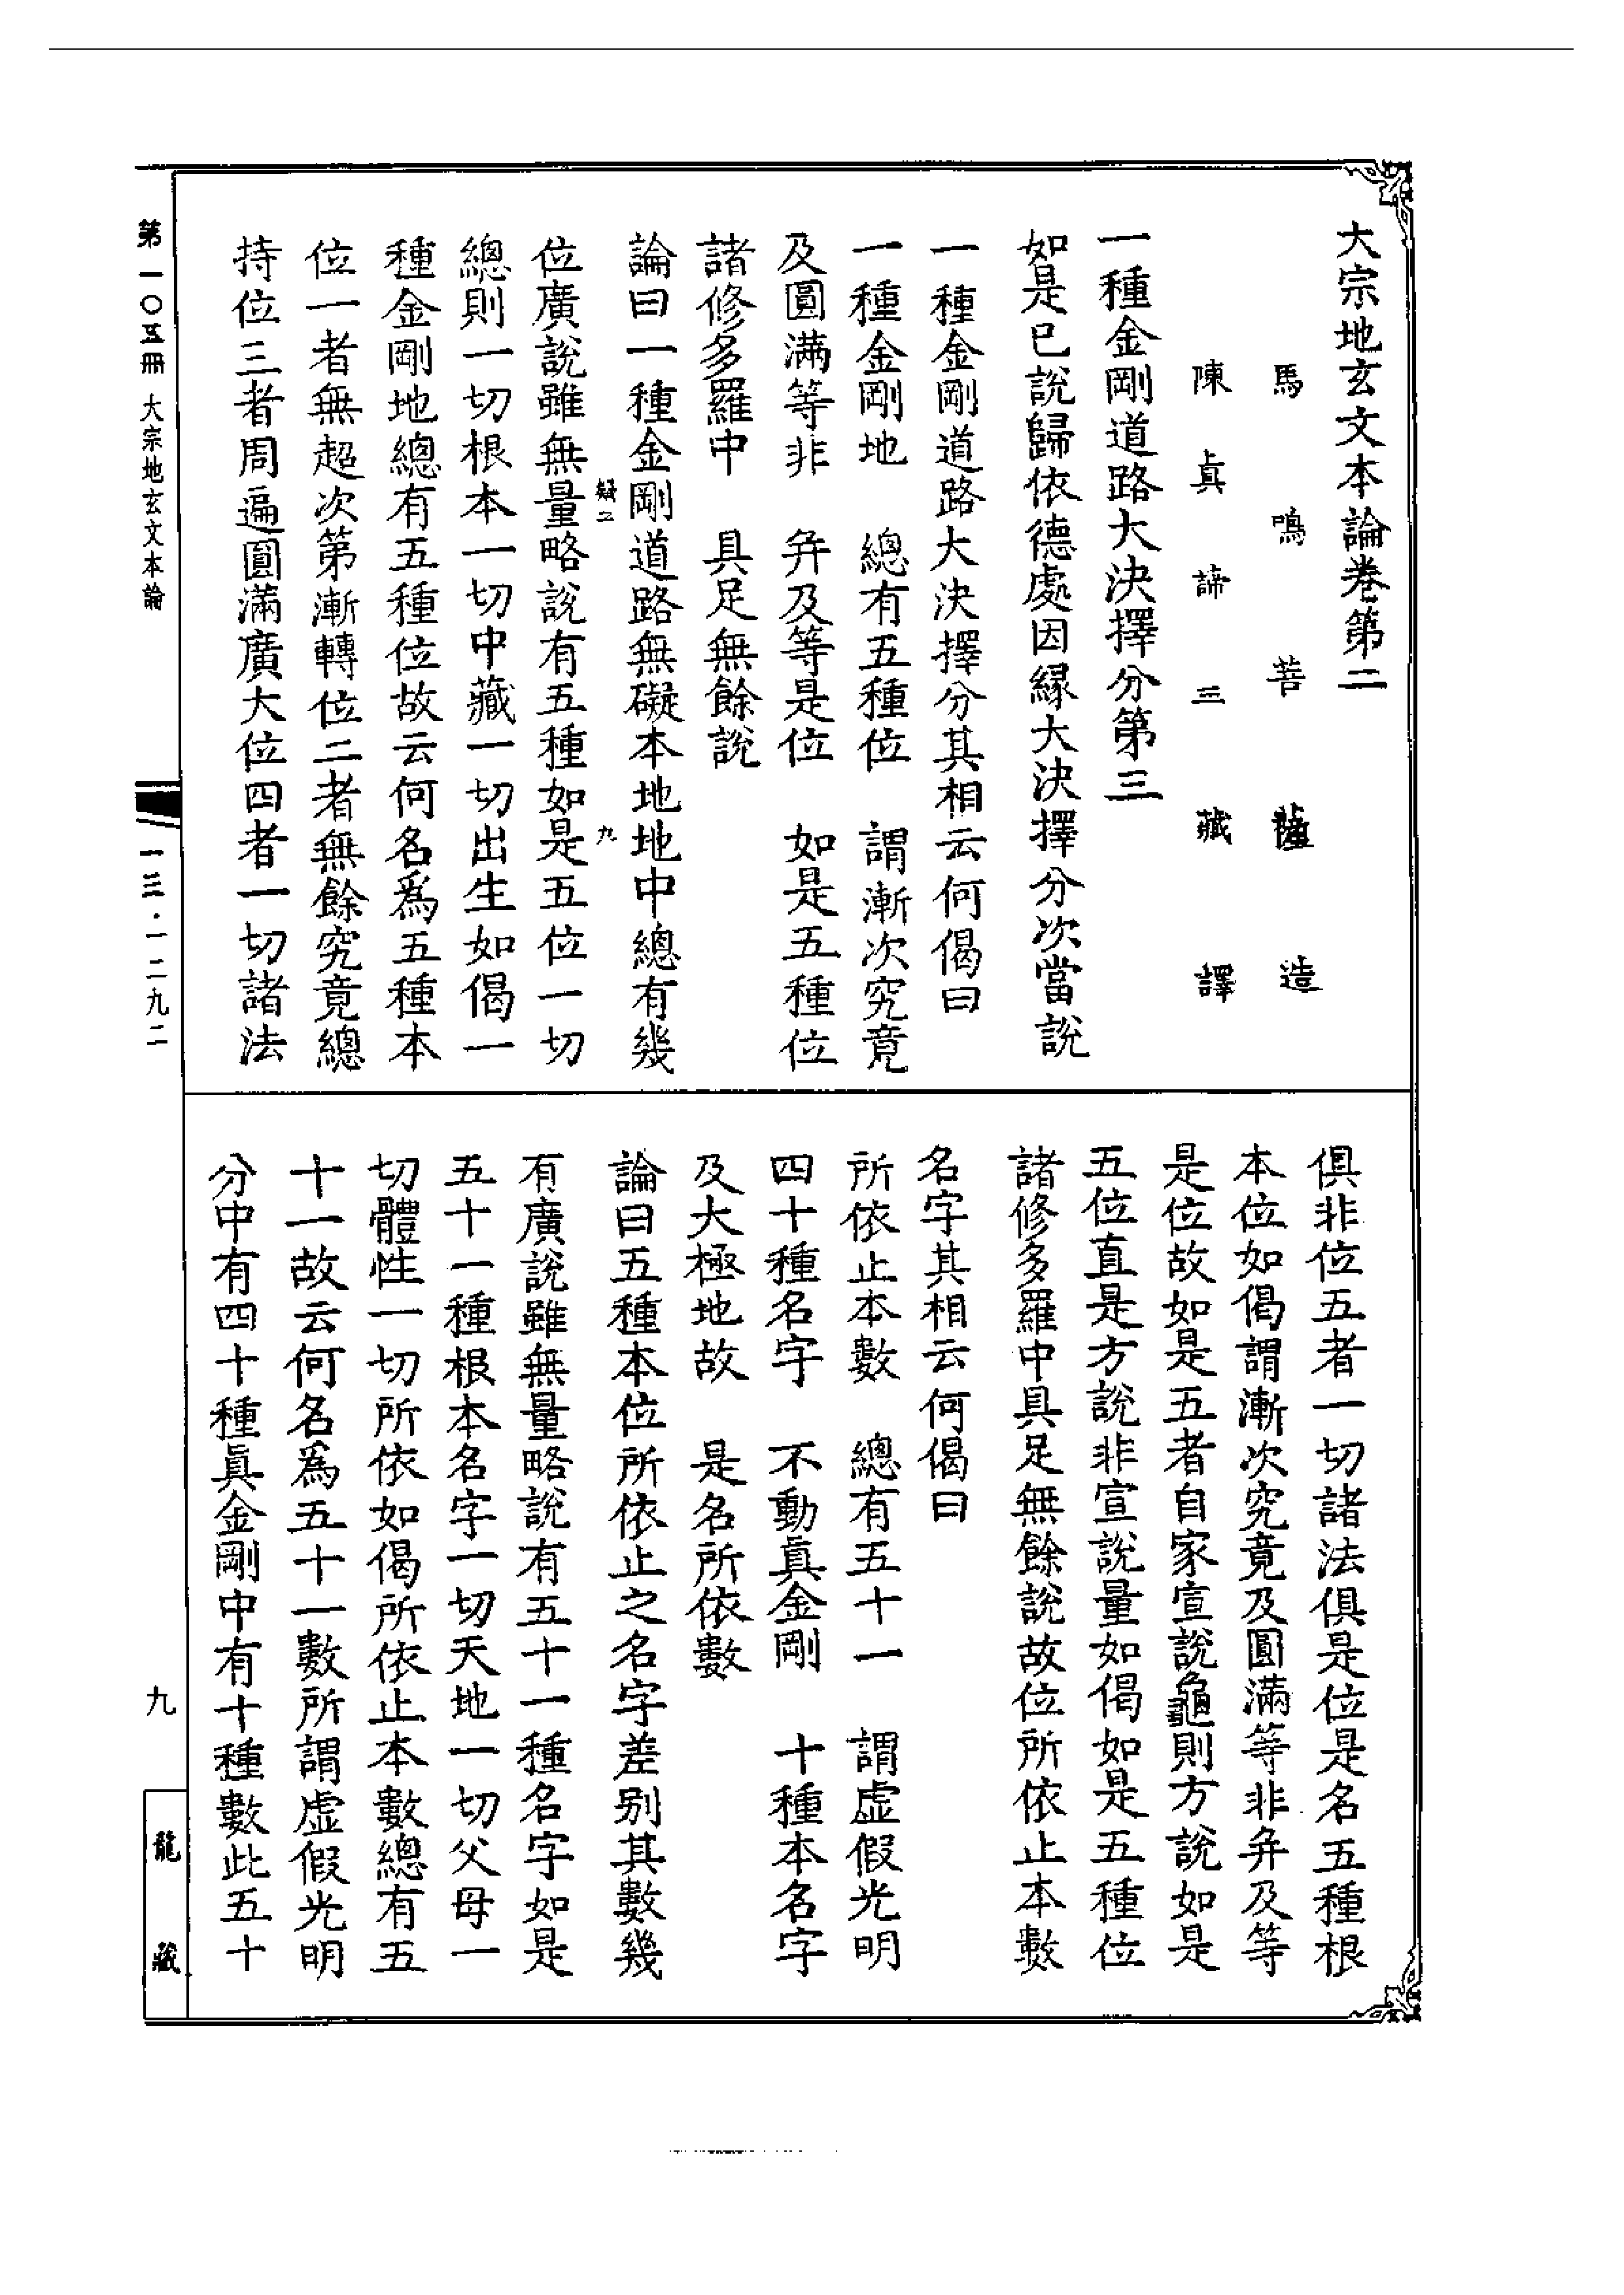 大宗地玄文本論卷第二
馬鳴菩薩造
陳真諦三藏譯
一種金剛道路大決擇分第三
如是已說歸依德處因緣大決擇分次當說
一種金剛道路大決擇分其相云何偈曰
一種金剛地　總有五種位　謂漸次究竟
及圓滿等非　弁及等是位　如是五種位
諸修多羅中　具足無餘說
論曰一種金剛道路無礙本地地中總有幾
位廣說雖無量略說有五種如是五位一切
總則一切根本一切中藏一切出生如偈一
種金剛地總有五種位故云何名爲五種本
位一者無超次第漸轉位二者無餘究竟總
持位三者周遍圓滿廣大位四者一切諸法
俱非位五者一切諸法俱是位是名五種根
本位如偈謂漸次究竟及圓滿等非弁及等
是位故如是五者自家宣說龜則方說如是
五位直是方說非宣說量如偈如是五種位
諸修多羅中具足無餘說故位所依止本數
名字其相云何偈曰
所依止本數　總有五十一　謂虛假光明
四十種名字　不動真金剛　十種本名字
及大極地故　是名所依數
論曰五種本位所依止之名字差别其數幾
有廣說雖無量略說有五十一種名字如是
五十一種根本名字一切天地一切父母一
切體性一切所依如偈所依止本數總有五
十一故云何名爲五十一數所謂虛假光明
分中有四十種眞金剛中有十種數此五十
第一〇五冊　大宗地玄文本論
一三·一二九二
九
龍藏